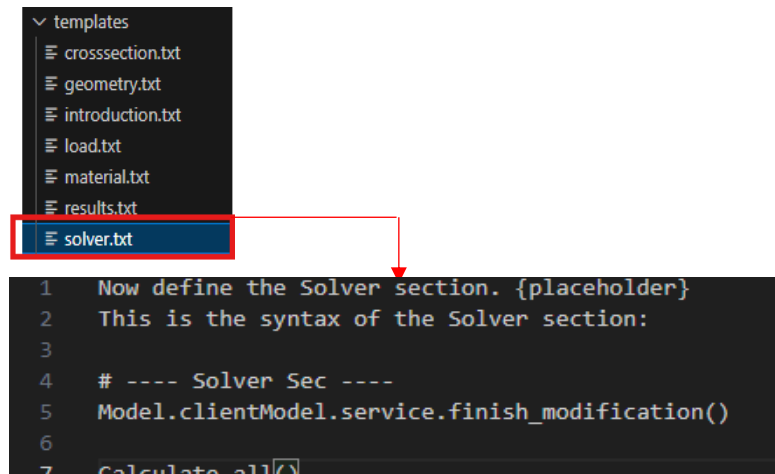 templates
crosssection.txt
geometry.txt
introduction.txt
load.txt
material.txt
results.txt
solver.txt
1 Now define the Solver section. {placeholder}
2 This is the syntax of the Solver section:
3
4 # ---- Solver Sec ----
5 Model.clientModel.service.finish_modification()
6
7 Calculate_all()